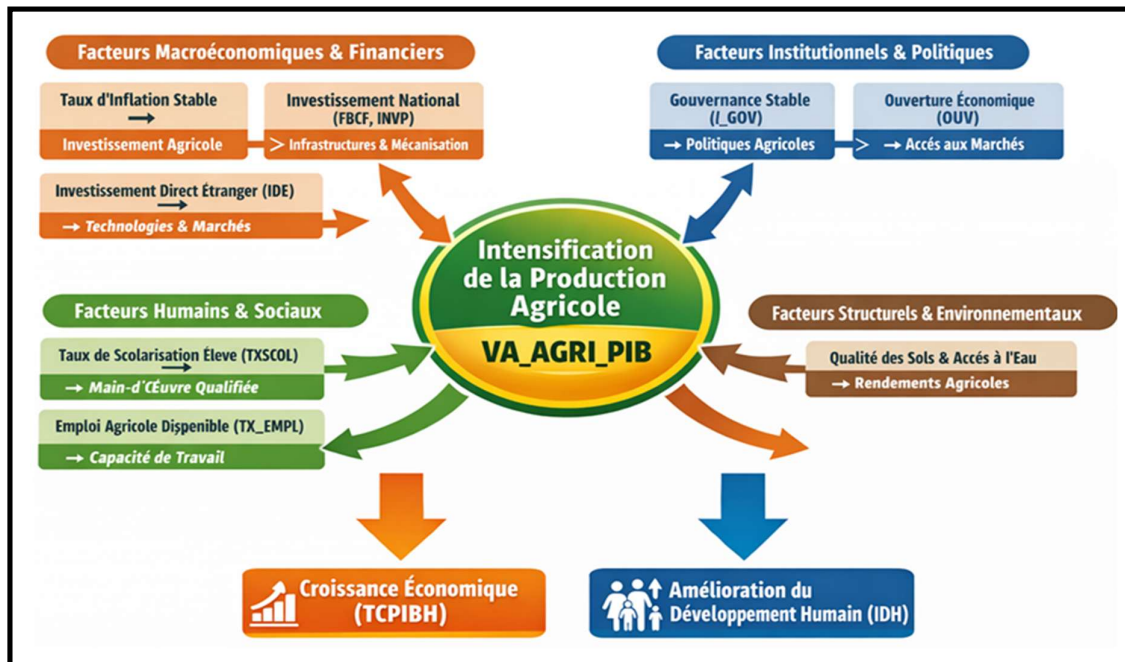 Facteurs Macroéconomiques & Financiers
Taux d'Inflation Stable
→
Investissement Agricole
Investissement National
(FBCF, INVP)
> Infrastructures & Mécanisation
Investissement Direct Étranger (IDE)
→
→ Technologies & Marchés
Facteurs Institutionnels & Politiques
Gouvernance Stable
(I_GOV)
→ Politiques Agricoles
Ouverture Économique
(OUV)
> → Accés aux Marchés
Intensification
de la Production
Agricole
VA_AGRI_PIB
Facteurs Humains & Sociaux
Taux de Scolarisation Éleve (TXSCOL)
→
→ Main-d'Œuvre Qualifiée
Emploi Agricole Dispenible (TX_EMPL)
→ Capacité de Travail
Facteurs Structurels & Environnementaux
Qualité des Sols & Accés à l'Eau
→ Rendements Agricoles
Croissance Économique
(TCPIBH)
Amélioration du
Développement Humain (IDH)